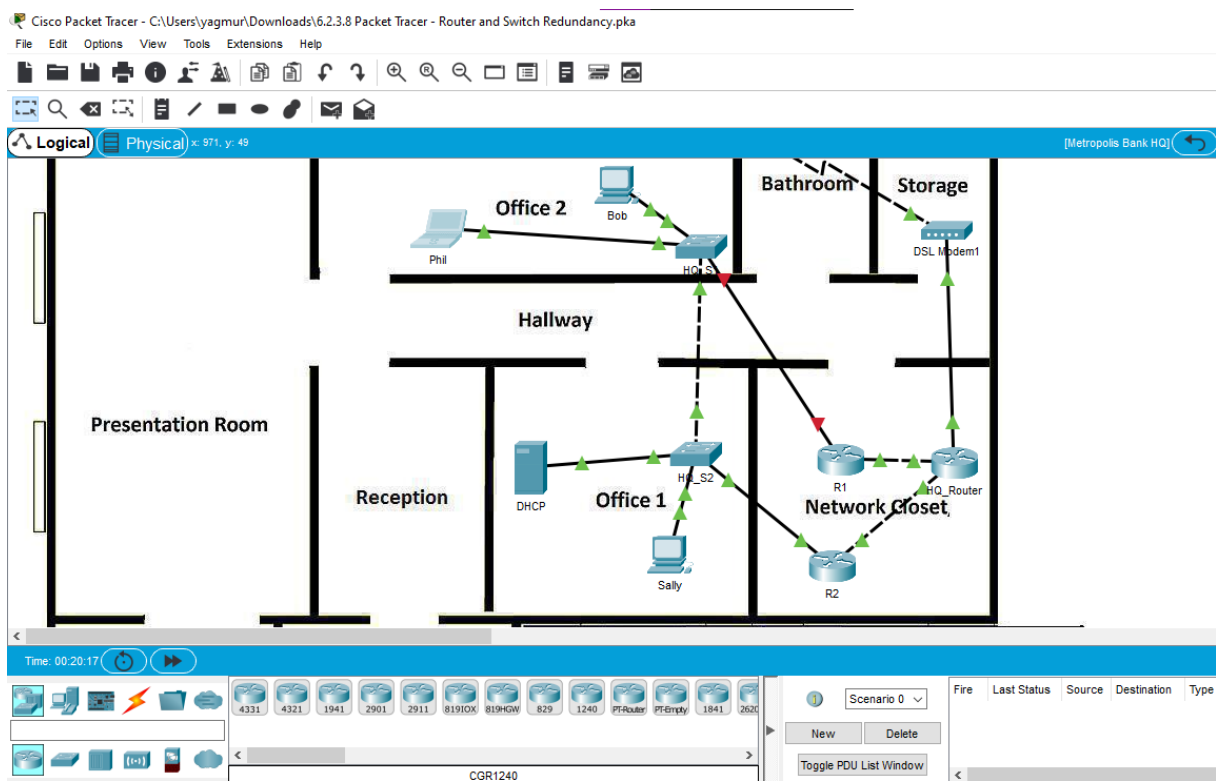 Cisco Packet Tracer - C:\Users\yagmur\Downloads\6.2.3.8 Packet Tracer - Router and Switch Redundancy.pka
File Edit Options View Tools Extensions Help
Logical Physical x: 971, y: 49 [Metropolis Bank HQ]
Bathroom Storage
Office 2
Bob
Phil
DSL Modem1
HQ_S
Hallway
Presentation Room
HQ_S2
R1
HQ_Router
Reception
DHCP
Office 1
Network Closet
Sally
R2
Time: 00:20:17
4331 4321 1941 2901 2911 819IOX 819HGW 829 1240 PT-Router PT-Empty 1841 2620
Scenario 0
Fire Last Status Source Destination Type
New Delete
Toggle PDU List Window
CGR1240